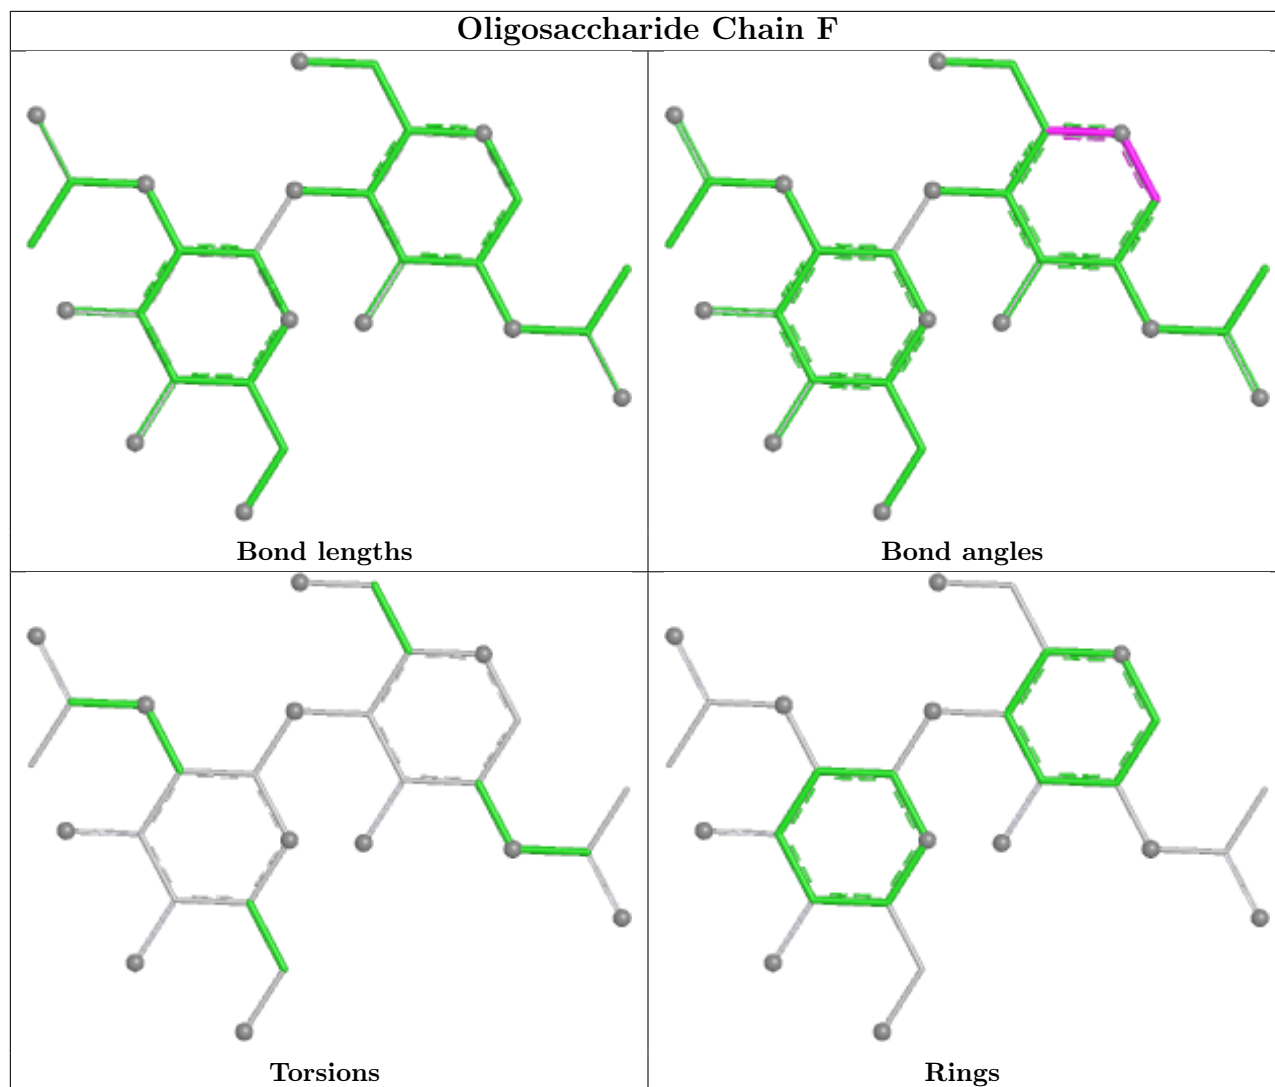 Oligosaccharide Chain F
Bond lengths
Bond angles
Torsions
Rings